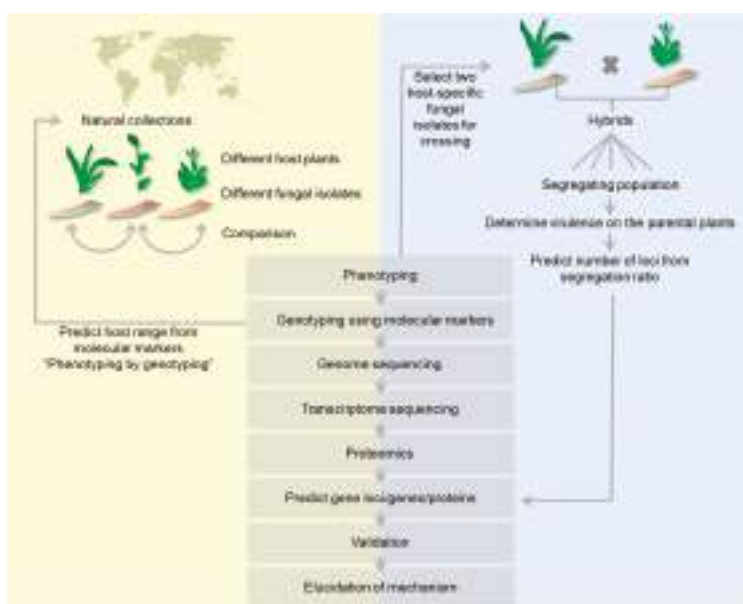 Natural collections
Different host plants
Different fungal isolates
Comparison
Predict host range from
molecular markers
"Phenotyping by genotyping"
Select two
host-specific
fungal
isolates for
crossing
Hybrids
Segregating population
Determine virulence on the parental plants
Predict number of loci from
segregation ratio
Phenotyping
Genotyping using molecular markers
Genome sequencing
Transcriptome sequencing
Proteomics
Predict gene loci/genes/proteins
Validation
Elucidation of mechanism